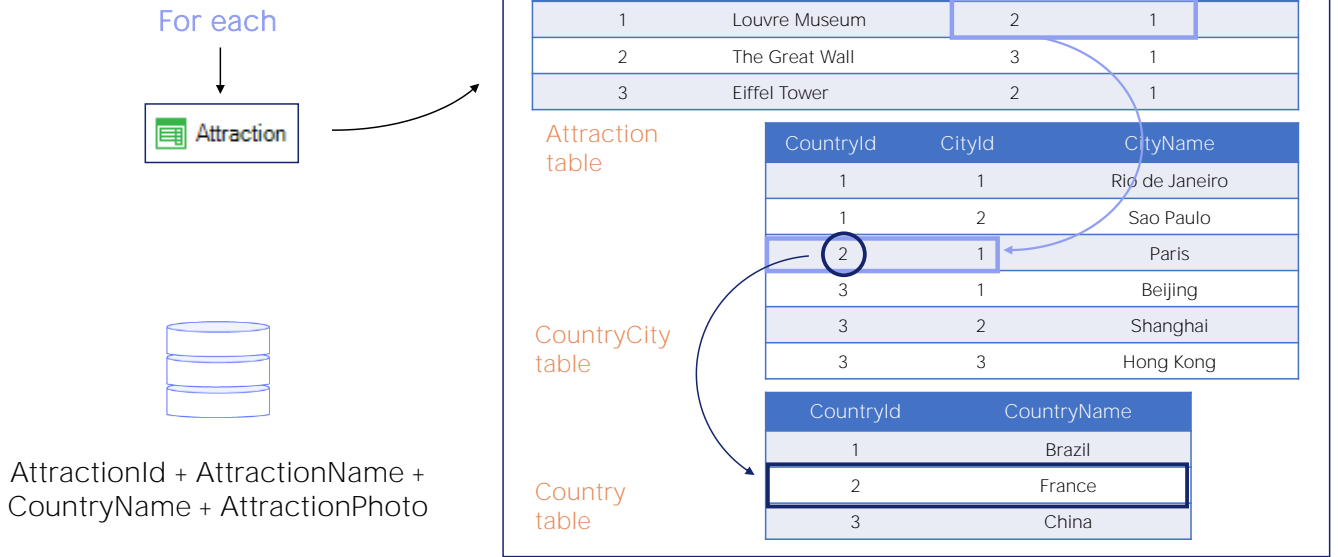 For each
Attraction
AttractionId + AttractionName +
CountryName + AttractionPhoto
1 Louvre Museum 2 1
2 The Great Wall 3 1
3 Eiffel Tower 2 1
Attraction
table
CountryId CityId CityName
1 1 Rio de Janeiro
1 2 Sao Paulo
2 1 Paris
3 1 Beijing
3 2 Shanghai
3 3 Hong Kong
CountryCity
table
CountryId CountryName
1 Brazil
2 France
3 China
Country
table